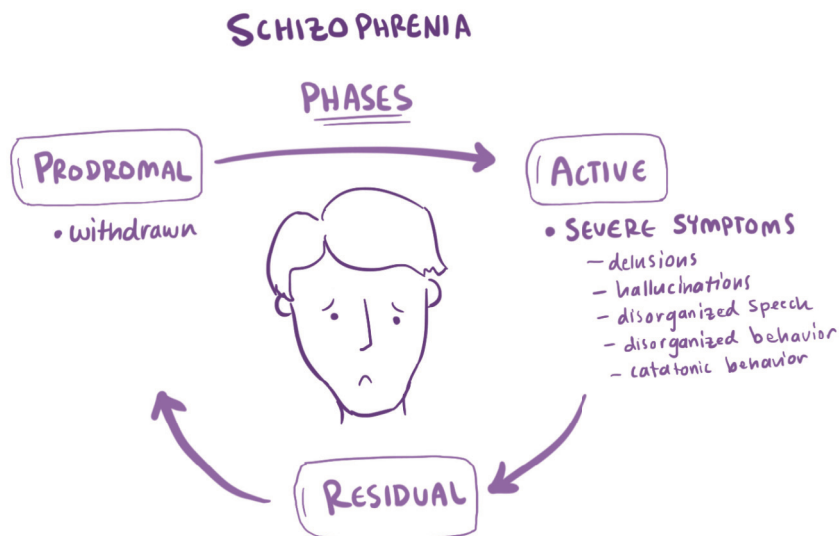 SCHIZOPHRENIA
PHASES
PRODROMAL
• withdrawn
ACTIVE
• SEVERE SYMPTOMS
- delusions
- hallucinations
- disorganized speech
- disorganized behavior
- catatonic behavior
RESIDUAL